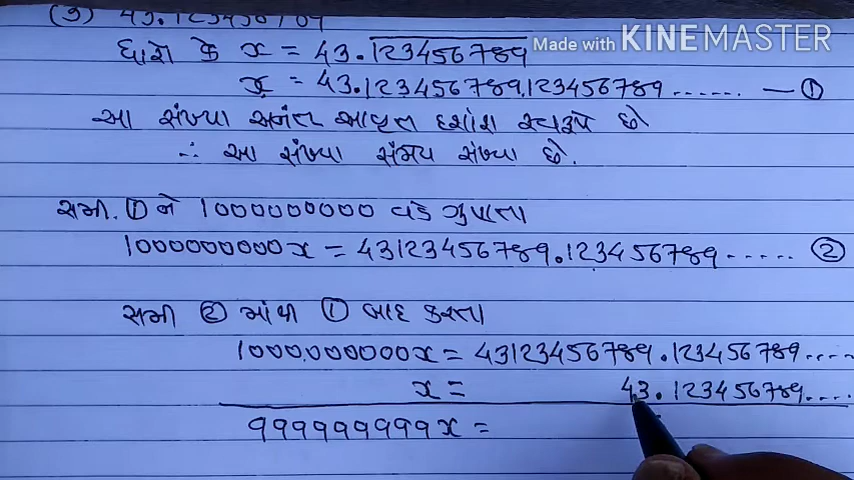 (3) 43.123456789
ધારો કે x = 43.123456789
x = 43.123456789123456789...... — ①
આ સંખ્યા અનંત આવૃત્ત દશાંશ સ્વરૂપે છે
∴ આ સંખ્યા સંમેય સંખ્યા છે.
સમી. ① ને 1000000000 વડે ગુણતા
1000000000x = 43123456789.123456789..... ②
સમી ② માંથી ① બાદ કરતા
1000000000x = 43123456789.123456789....
x = 43.123456789....
999999999x =
Made with KINEMASTER